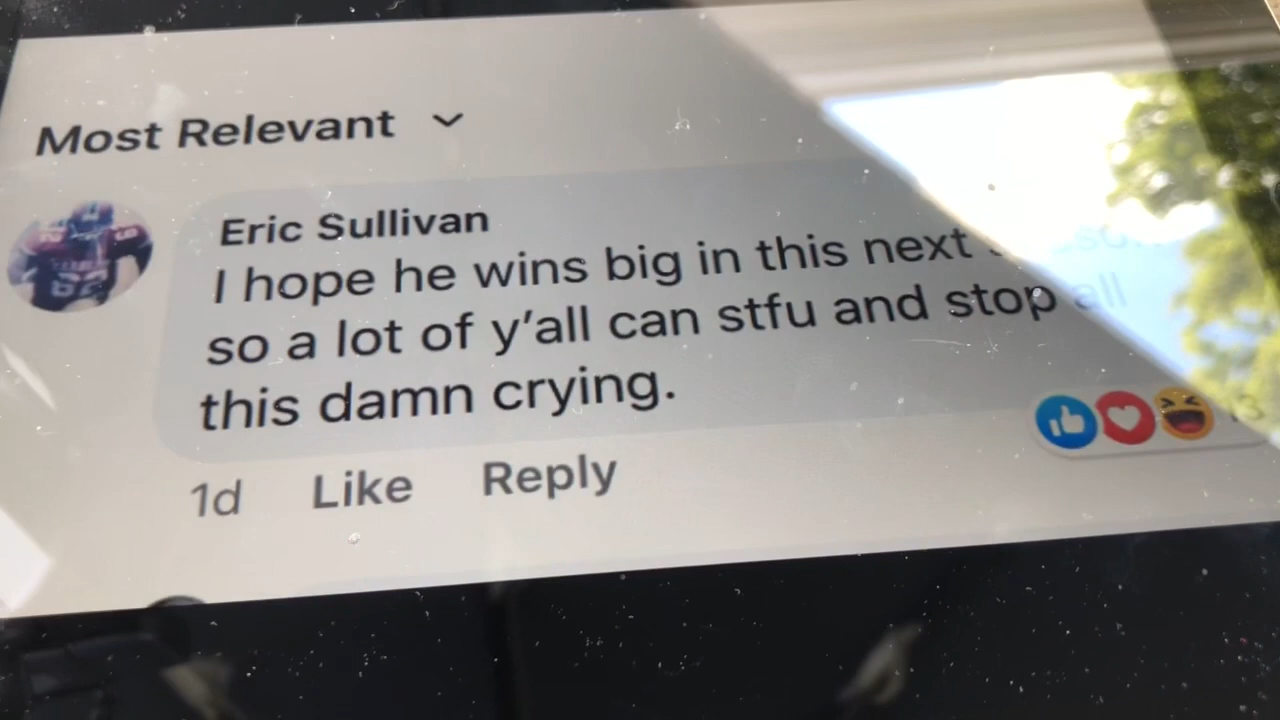 Most Relevant
Eric Sullivan
I hope he wins big in this next
so a lot of y'all can stfu and stop all
this damn crying.
1d Like Reply